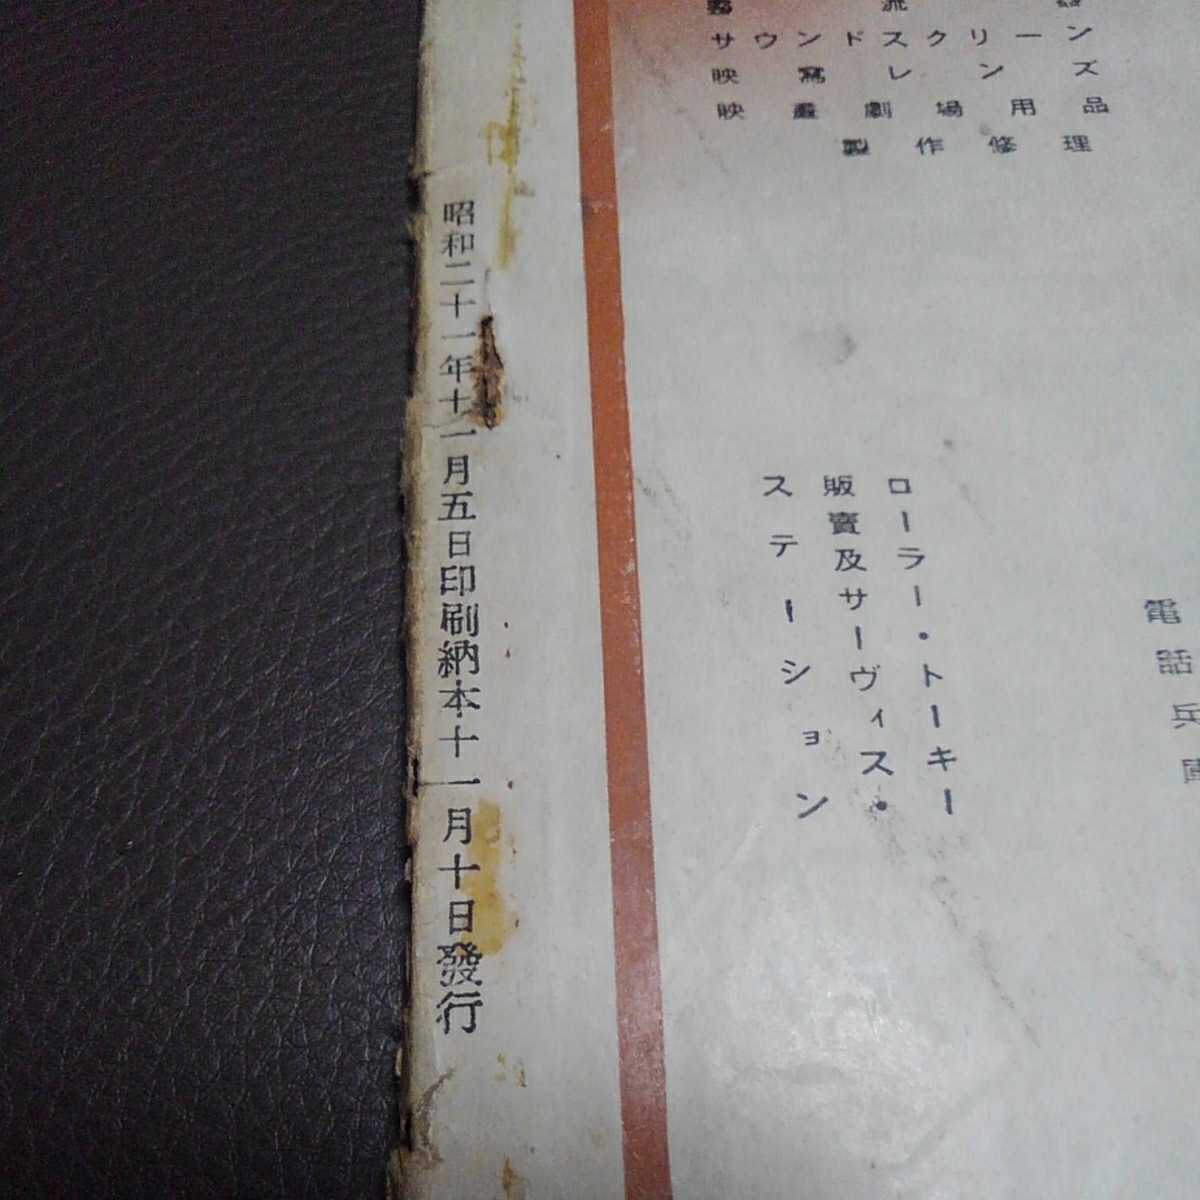 サウンドスクリーン
映寫レンズ
映畫劇場用品
製作修理
ローラー・トーキー
販賣及サーヴィス・
ステーション
電話兵庫
昭和二十一年十一月五日印刷納本十一月十日發行